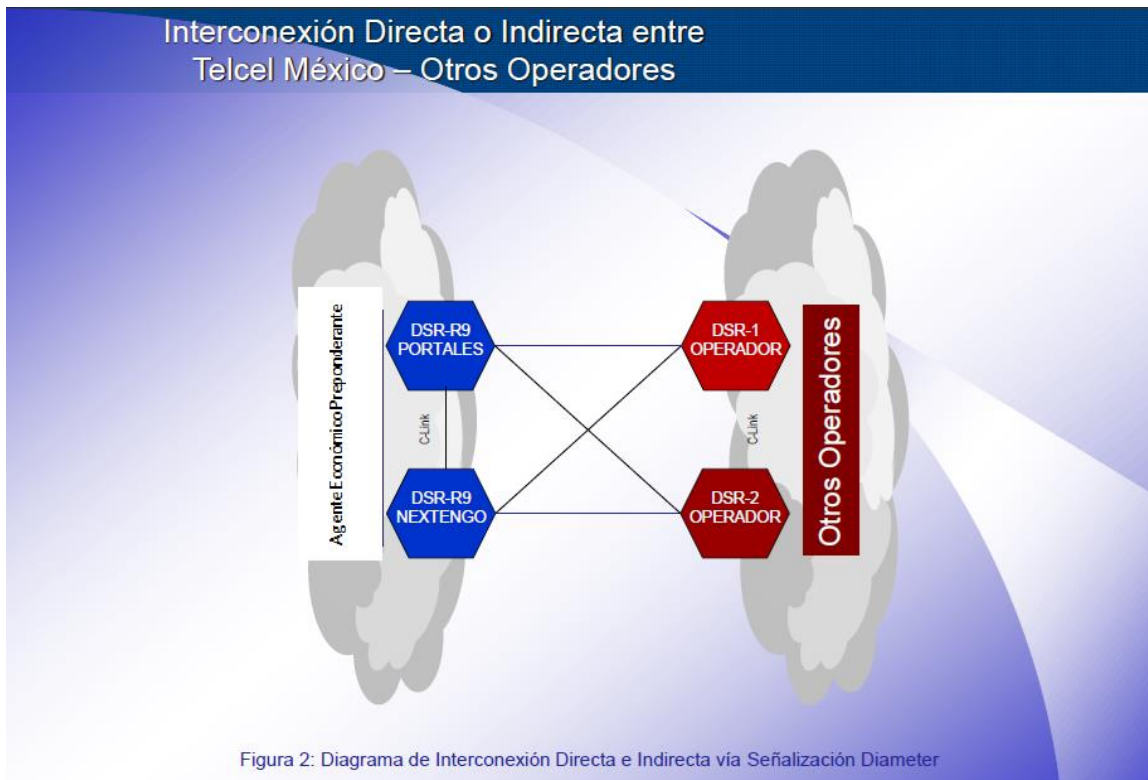 Interconexión Directa o Indirecta entre
Telcel México – Otros Operadores
Agente Económico Preponderante
DSR-R9
PORTALES
C-Link
DSR-R9
NEXTENGO
DSR-1
OPERADOR
C-Link
DSR-2
OPERADOR
Otros Operadores
Figura 2: Diagrama de Interconexión Directa e Indirecta vía Señalización Diameter